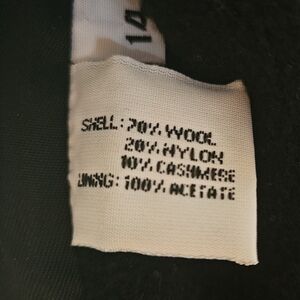 14
SHELL: 70% WOOL
20% NYLON
10% CASHMERE
LINING: 100% ACETATE